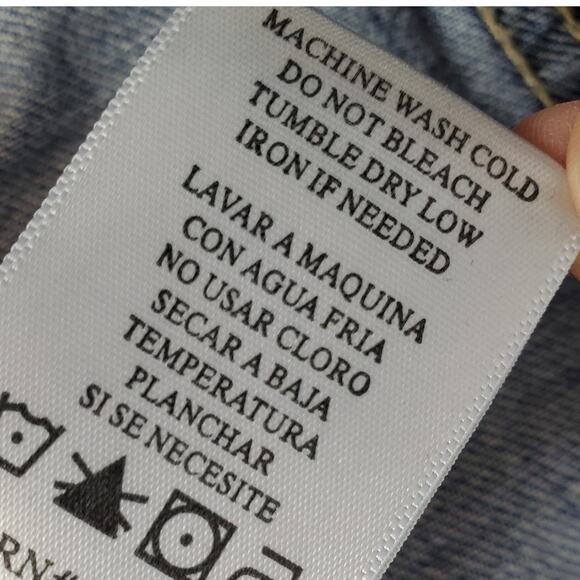 MACHINE WASH COLD
DO NOT BLEACH
TUMBLE DRY LOW
IRON IF NEEDED
LAVAR A MAQUINA
CON AGUA FRIA
NO USAR CLORO
SECAR A BAJA
TEMPERATURA
PLANCHAR
SI SE NECESITE
RN#